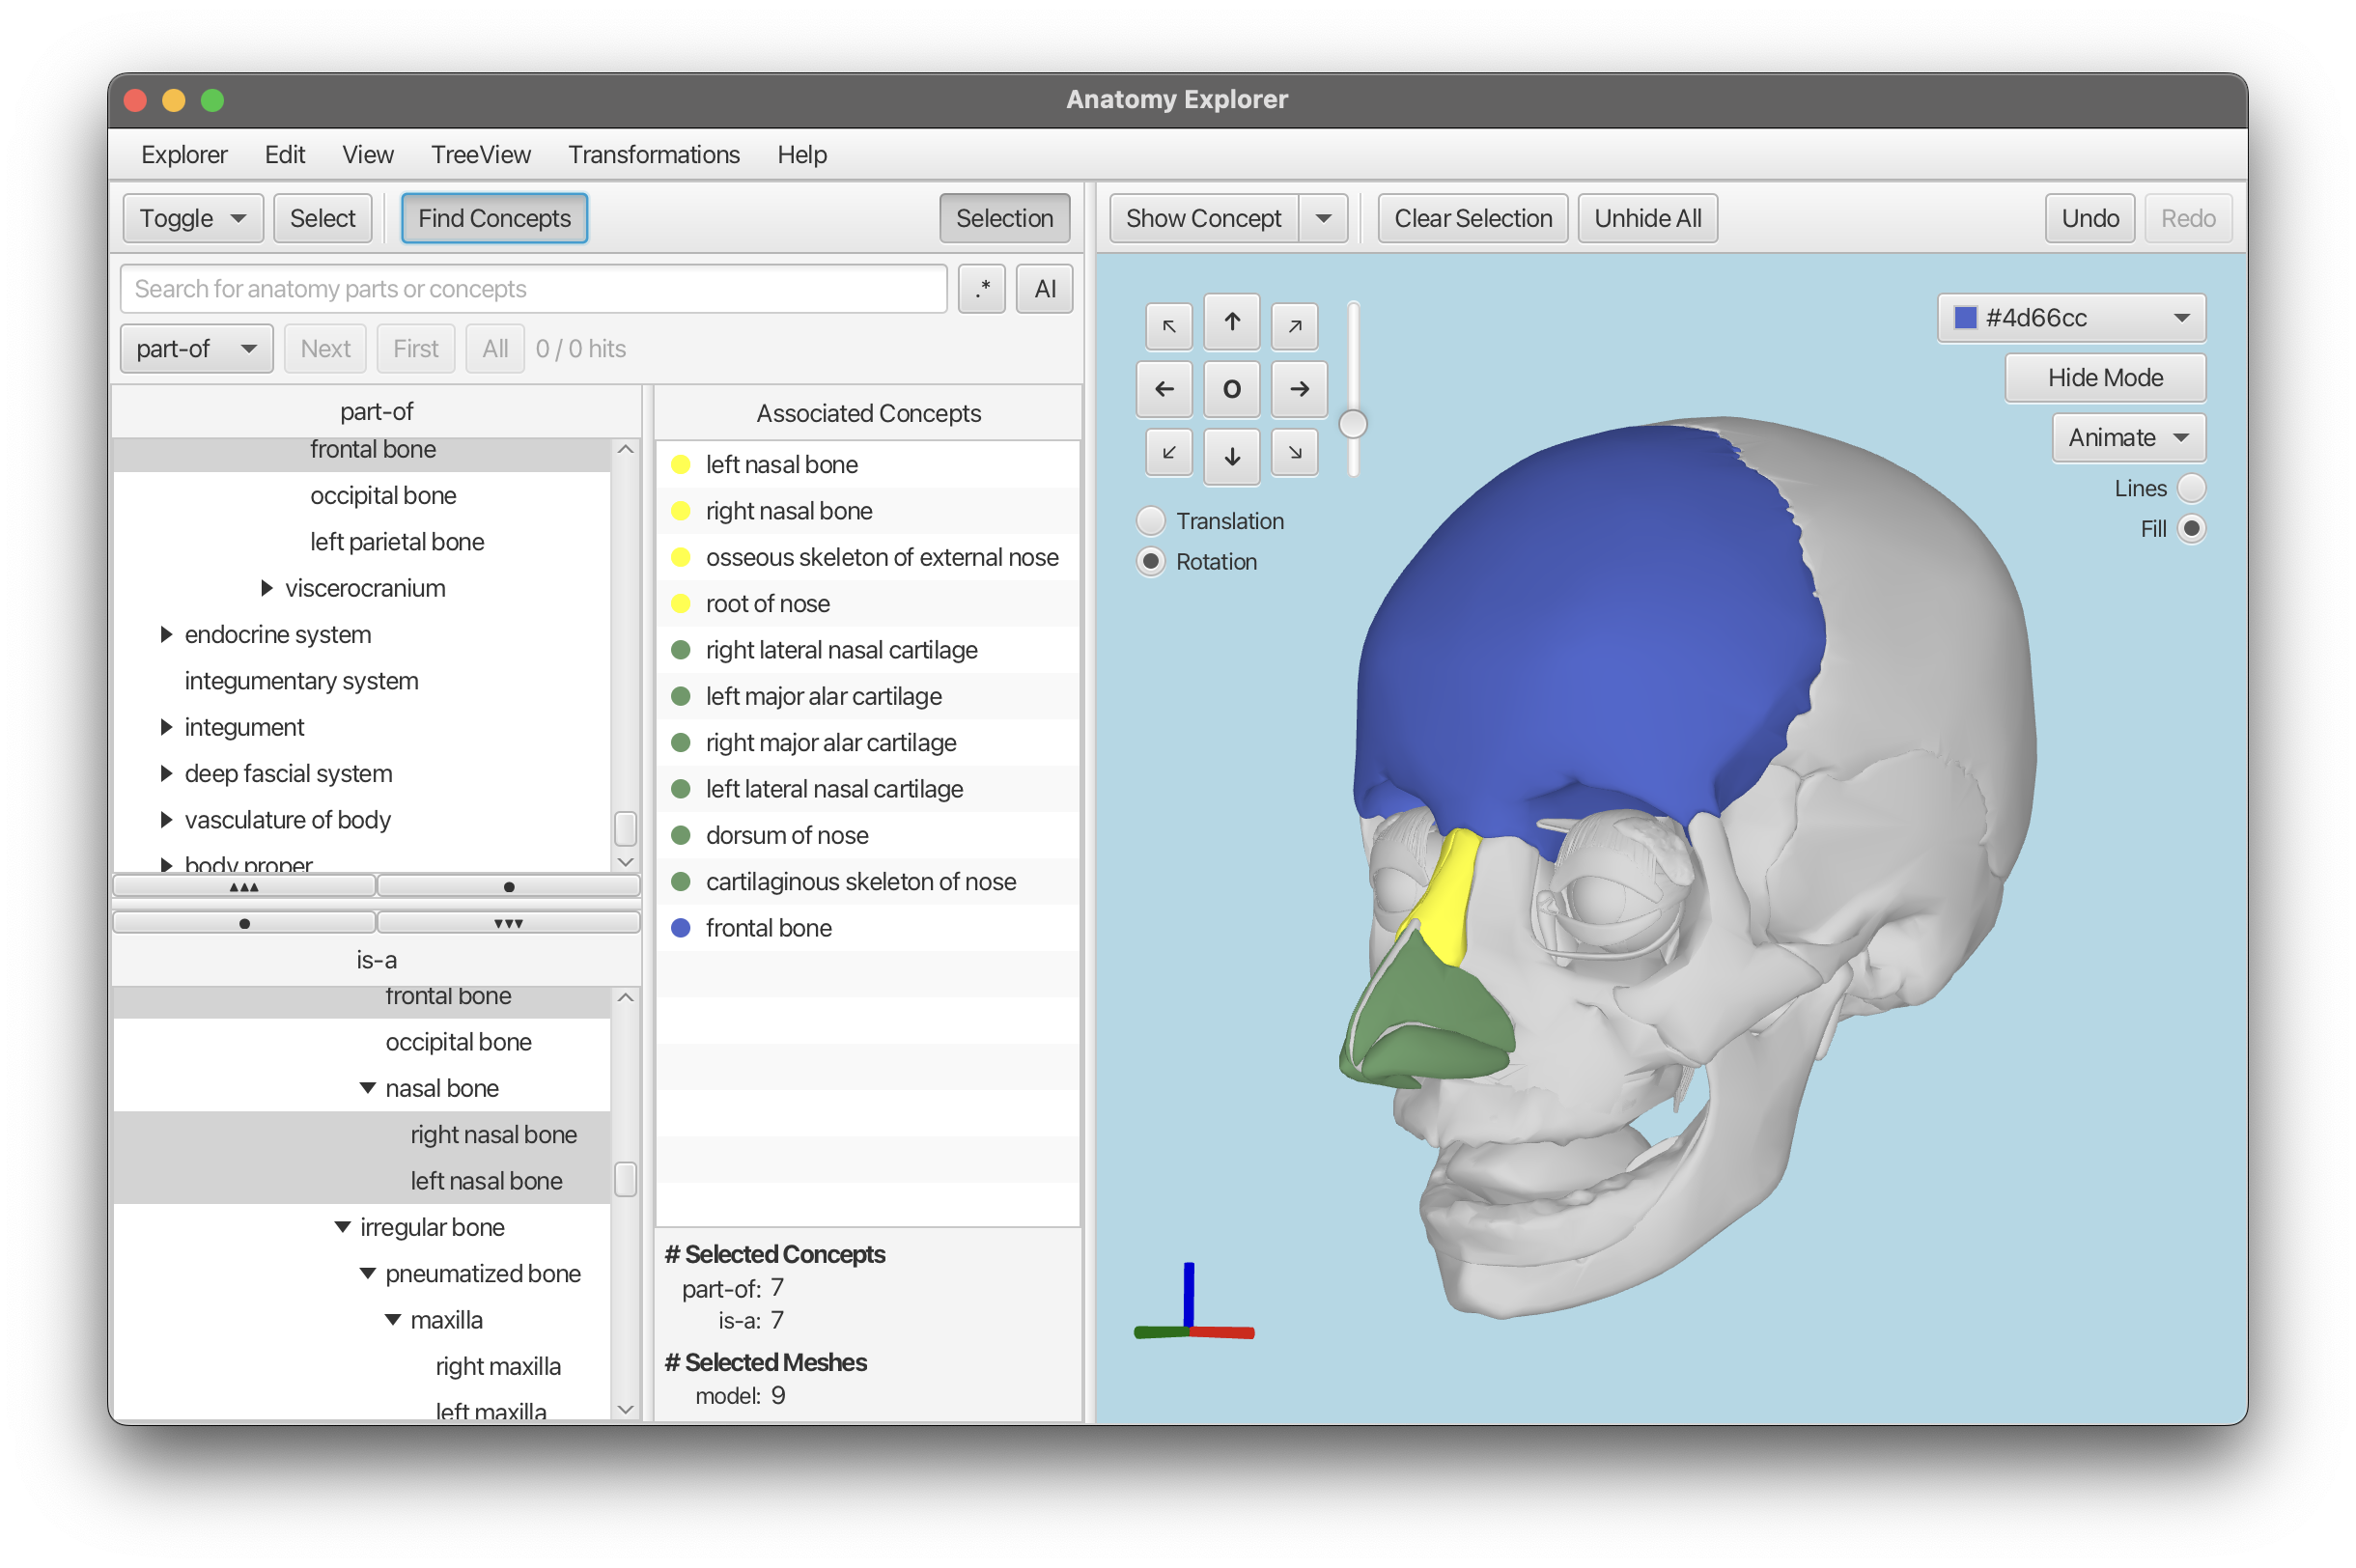 Anatomy Explorer
Explorer Edit View TreeView Transformations Help
Toggle Select Find Concepts Selection
Show Concept Clear Selection Unhide All Undo Redo
Search for anatomy parts or concepts .* AI
part-of Next First All 0 / 0 hits
part-of
frontal bone
occipital bone
left parietal bone
viscerocranium
endocrine system
integumentary system
integument
deep fascial system
vasculature of body
body proper
is-a
frontal bone
occipital bone
nasal bone
right nasal bone
left nasal bone
irregular bone
pneumatized bone
maxilla
right maxilla
left maxilla
Associated Concepts
left nasal bone
right nasal bone
osseous skeleton of external nose
root of nose
right lateral nasal cartilage
left major alar cartilage
right major alar cartilage
left lateral nasal cartilage
dorsum of nose
cartilaginous skeleton of nose
frontal bone
# Selected Concepts
part-of: 7
is-a: 7
# Selected Meshes
model: 9
O
Translation
Rotation
#4d66cc
Hide Mode
Animate
Lines
Fill